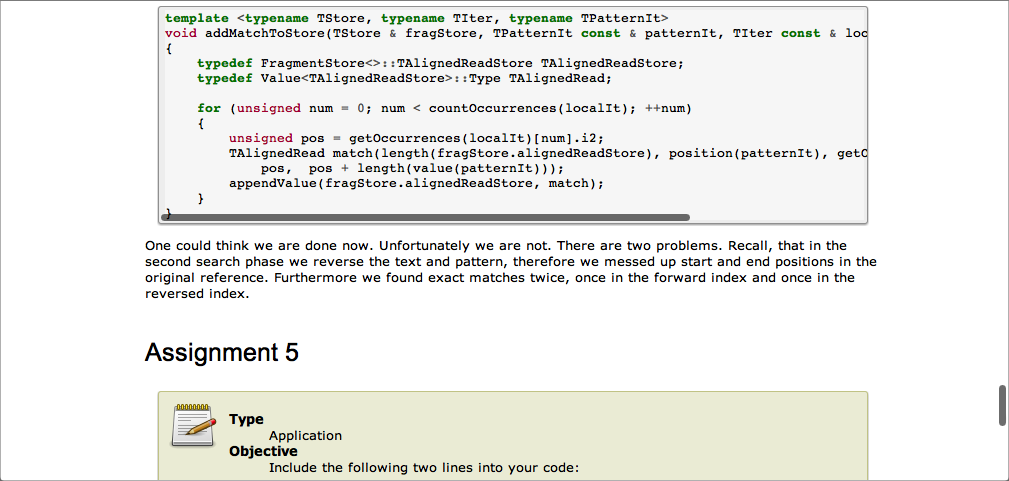 template <typename TStore, typename TIter, typename TPatternIt>
void addMatchToStore(TStore & fragStore, TPatternIt const & patternIt, TIter const & loc
{
    typedef FragmentStore<>::TAlignedReadStore TAlignedReadStore;
    typedef Value<TAlignedReadStore>::Type TAlignedRead;

    for (unsigned num = 0; num < countOccurrences(localIt); ++num)
    {
        unsigned pos = getOccurrences(localIt)[num].i2;
        TAlignedRead match(length(fragStore.alignedReadStore), position(patternIt), getO
            pos,  pos + length(value(patternIt)));
        appendValue(fragStore.alignedReadStore, match);
    }
}
One could think we are done now. Unfortunately we are not. There are two problems. Recall, that in the
second search phase we reverse the text and pattern, therefore we messed up start and end positions in the
original reference. Furthermore we found exact matches twice, once in the forward index and once in the
reversed index.
Assignment 5
Type
Application
Objective
Include the following two lines into your code: